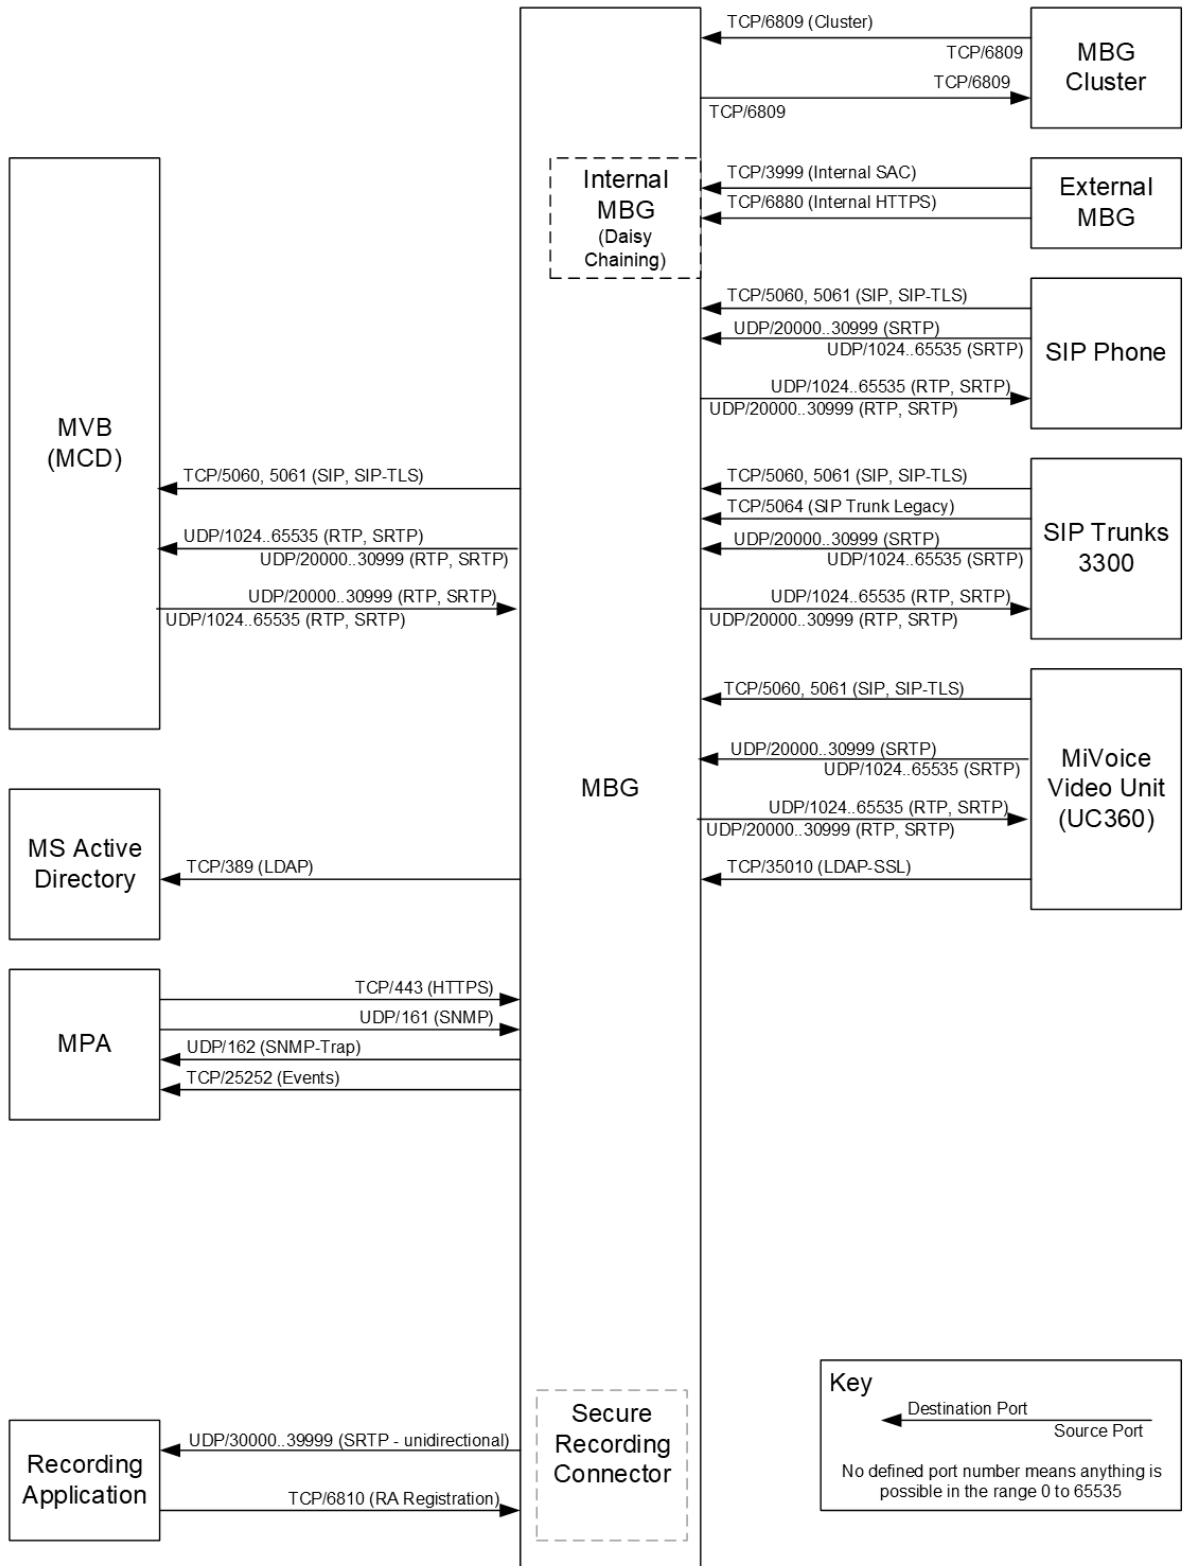 TCP/6809 (Cluster)
TCP/6809
MBG
Cluster
TCP/6809
TCP/6809
Internal
MBG
(Daisy
Chaining)
TCP/3999 (Internal SAC)
TCP/6880 (Internal HTTPS)
External
MBG
TCP/5060, 5061 (SIP, SIP-TLS)
UDP/20000..30999 (SRTP)
UDP/1024..65535 (SRTP)
UDP/1024..65535 (RTP, SRTP)
UDP/20000..30999 (RTP, SRTP)
SIP Phone
MVB
(MCD)
TCP/5060, 5061 (SIP, SIP-TLS)
UDP/1024..65535 (RTP, SRTP)
UDP/20000..30999 (RTP, SRTP)
UDP/20000..30999 (RTP, SRTP)
UDP/1024..65535 (RTP, SRTP)
TCP/5060, 5061 (SIP, SIP-TLS)
TCP/5064 (SIP Trunk Legacy)
UDP/20000..30999 (SRTP)
UDP/1024..65535 (SRTP)
UDP/1024..65535 (RTP, SRTP)
UDP/20000..30999 (RTP, SRTP)
SIP Trunks
3300
MBG
TCP/5060, 5061 (SIP, SIP-TLS)
UDP/20000..30999 (SRTP)
UDP/1024..65535 (SRTP)
UDP/1024..65535 (RTP, SRTP)
UDP/20000..30999 (RTP, SRTP)
TCP/35010 (LDAP-SSL)
MiVoice
Video Unit
(UC360)
MS Active
Directory
TCP/389 (LDAP)
MPA
TCP/443 (HTTPS)
UDP/161 (SNMP)
UDP/162 (SNMP-Trap)
TCP/25252 (Events)
Recording
Application
UDP/30000..39999 (SRTP - unidirectional)
TCP/6810 (RA Registration)
Secure
Recording
Connector
Key
Destination Port
Source Port
No defined port number means anything is
possible in the range 0 to 65535